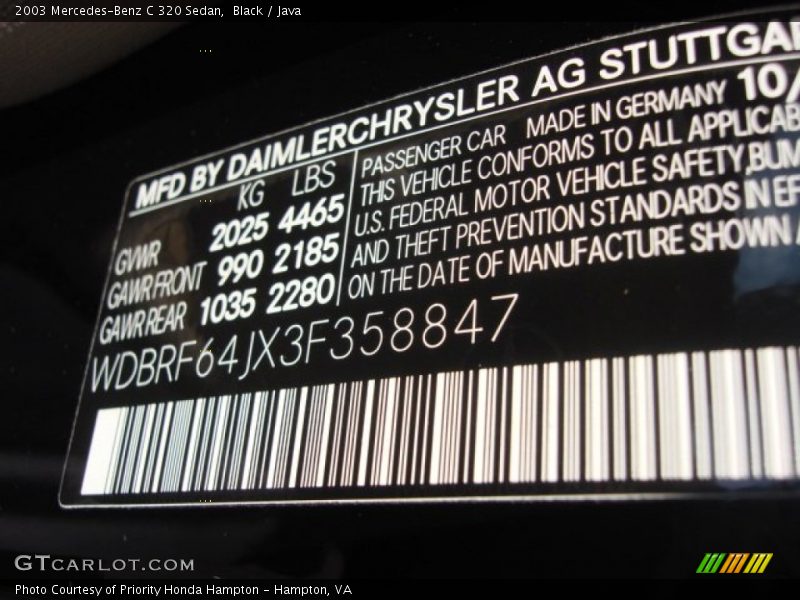 2003 Mercedes-Benz C 320 Sedan,  Black / Java
MFD BY DAIMLERCHRYSLER AG STUTTGA
KG LBS
GVWR 2025 4465
GAWR FRONT 990 2185
GAWR REAR 1035 2280
PASSENGER CAR MADE IN GERMANY 10/
THIS VEHICLE CONFORMS TO ALL APPLICAB
U.S. FEDERAL MOTOR VEHICLE SAFETY,BUM
AND THEFT PREVENTION STANDARDS IN EF
ON THE DATE OF MANUFACTURE SHOWN
WDBRF64JX3F358847
GTCARLOT.COM
Photo Courtesy of Priority Honda Hampton - Hampton, VA